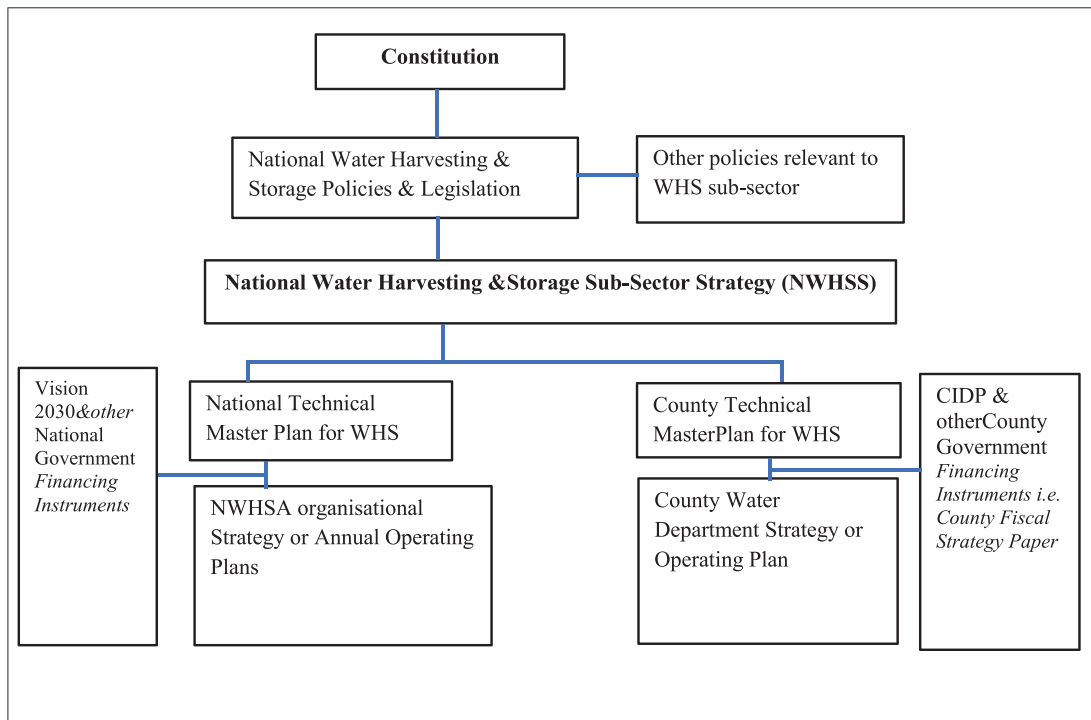 Constitution
National Water Harvesting &
Storage Policies & Legislation
Other policies relevant to
WHS sub-sector
National Water Harvesting &Storage Sub-Sector Strategy (NWHSS)
Vision
2030&other
National
Government
Financing
Instruments
National Technical
Master Plan for WHS
County Technical
MasterPlan for WHS
CIDP &
otherCounty
Government
Financing
Instruments i.e.
County Fiscal
Strategy Paper
NWHSA organisational
Strategy or Annual Operating
Plans
County Water
Department Strategy or
Operating Plan